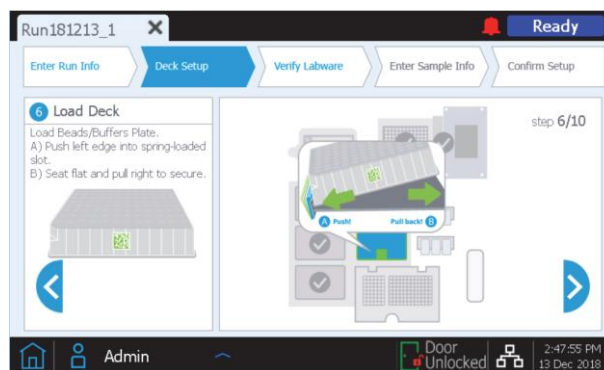 Run181213_1
Ready
Enter Run Info
Deck Setup
Verify Labware
Enter Sample Info
Confirm Setup
6 Load Deck
Load Beads/Buffers Plate.
A) Push left edge into spring-loaded
slot.
B) Seat flat and pull right to secure.
step 6/10
A Push!
Pull back! B
Admin
Door
Unlocked
2:47:55 PM
13 Dec 2018